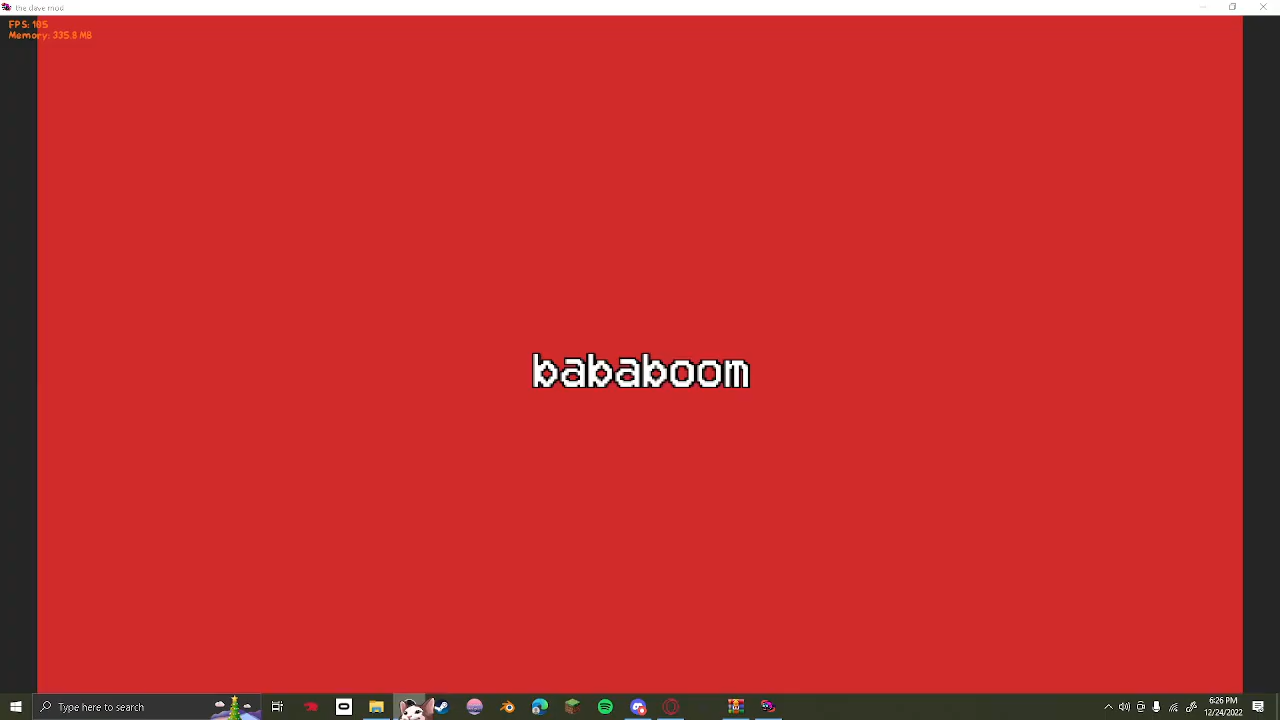 the dave mod
FPS: 105
Memory: 335.8 MB
bababoom
Type here to search
6:26 PM
12/24/2022